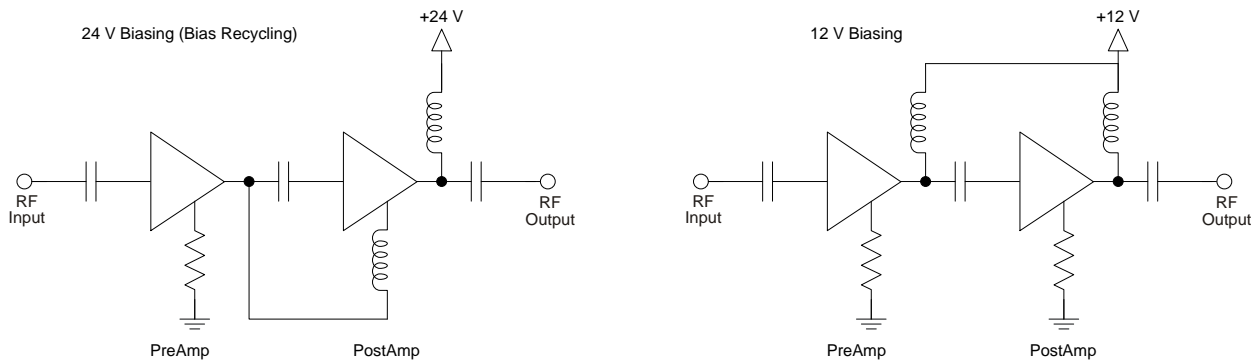 24 V Biasing (Bias Recycling)
+24 V
RF
Input
RF
Output
PreAmp
PostAmp
12 V Biasing
+12 V
RF
Input
RF
Output
PreAmp
PostAmp